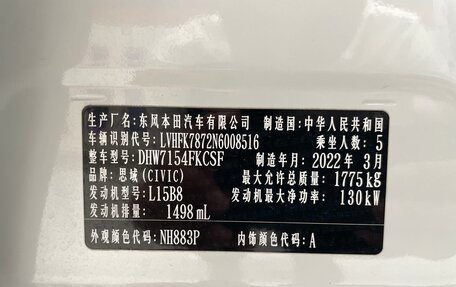 生产厂名:东风本田汽车有限公司 制造国:中华人民共和国
车辆识别代号:LVHFK7872N6008516 乘坐人数:5
整车型号:DHW7154FKCSF 制造年月:2022年 3月
品牌:思域(CIVIC) 最大允许总质量:1775kg
发动机型号:L15B8 发动机最大净功率:130kW
发动机排量:1498mL
外观颜色代码:NH883P 内饰颜色代码:A